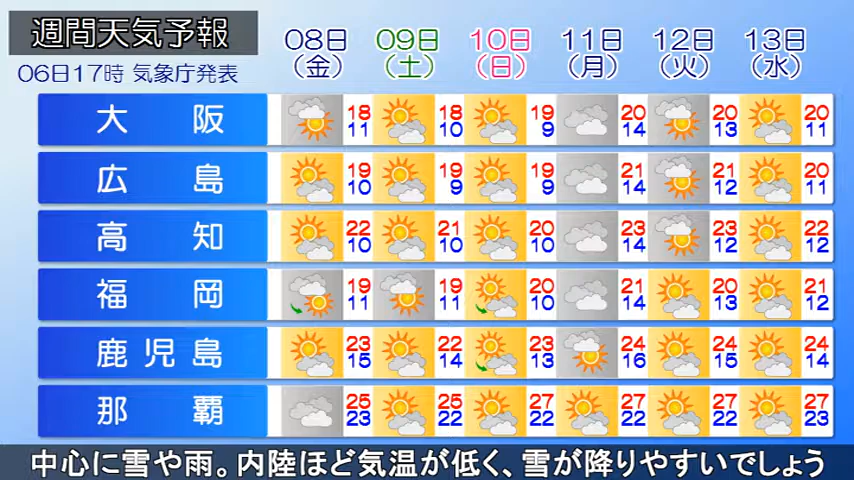 週間天気予報
06日17時 気象庁発表
08日 09日 10日 11日 12日 13日
(金) (土) (日) (月) (火) (水)
大阪 18 11 18 10 19 9 20 14 20 13 20 11
広島 19 10 19 9 19 9 21 14 21 12 20 11
高知 22 10 21 10 20 10 23 14 23 12 22 12
福岡 19 11 19 11 20 10 21 14 20 13 21 12
鹿児島 23 15 22 14 23 13 24 16 24 15 24 14
那覇 25 23 25 22 27 22 27 22 27 22 27 23
中心に雪や雨。内陸ほど気温が低く、雪が降りやすいでしょう